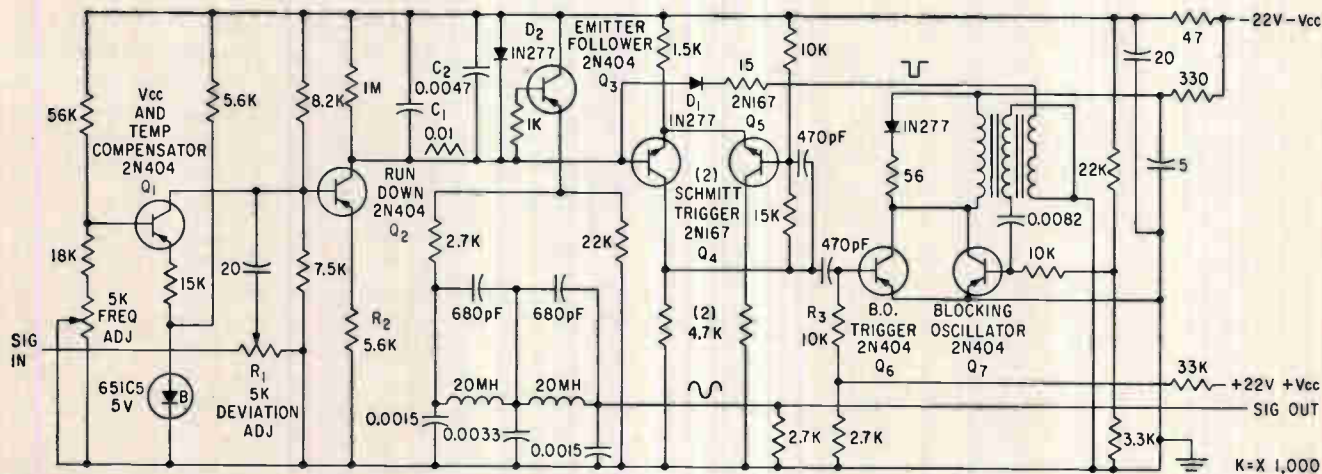 56K
Vcc
AND
TEMP
COMPENSATOR
2N404
Q1
18K
5K
FREQ
ADJ
SIG
IN
15K
651C5
5V
B
5.6K
20
R1
5K
DEVIATION
ADJ
8.2K
7.5K
1M
RUN
DOWN
2N404
Q2
R2
5.6K
C1
0.01
C2
0.0047
D2
1N277
1K
EMITTER
FOLLOWER
2N404
Q3
2.7K
680pF
680pF
22K
20MH
20MH
0.0015
0.0033
0.0015
1.5K
D1
1N277
15
2N167
Q5
10K
470pF
(2)
SCHMITT
TRIGGER
2N167
Q4
15K
(2)
4.7K
470pF
R3
10K
1N277
56
B.O.
TRIGGER
2N404
Q6
BLOCKING
OSCILLATOR
2N404
Q7
0.0082
10K
22K
20
47
330
-22V -Vcc
5
33K
+22V +Vcc
SIG OUT
2.7K
2.7K
3.3K
K=X 1,000